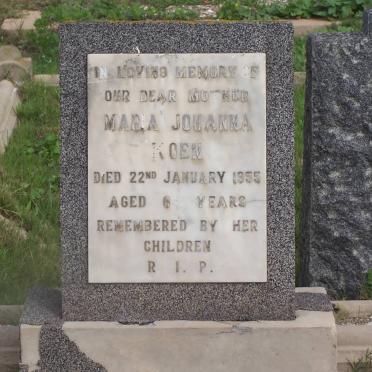 IN LOVING MEMORY OF
OUR DEAR MOTHER
MARIA JOHANNA
KOEN
DIED 22ND JANUARY 1955
AGED YEARS
REMEMBERED BY HER
CHILDREN
R I P.